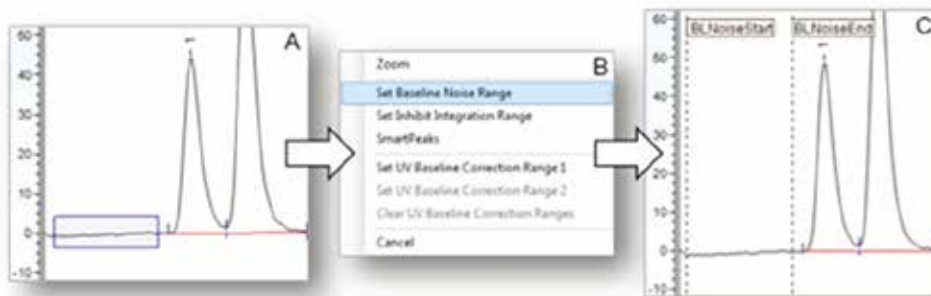 A
60
50
40
30
20
10
0
-10
1
B
Zoom
Set Baseline Noise Range
Set Inhibit Integration Range
SmartPeaks
Set UV Baseline Correction Range 1
Set UV Baseline Correction Range 2
Clear UV Baseline Correction Ranges
Cancel
C
BLNoiseStart
BLNoiseEnd
60
50
40
30
20
10
0
-10
1